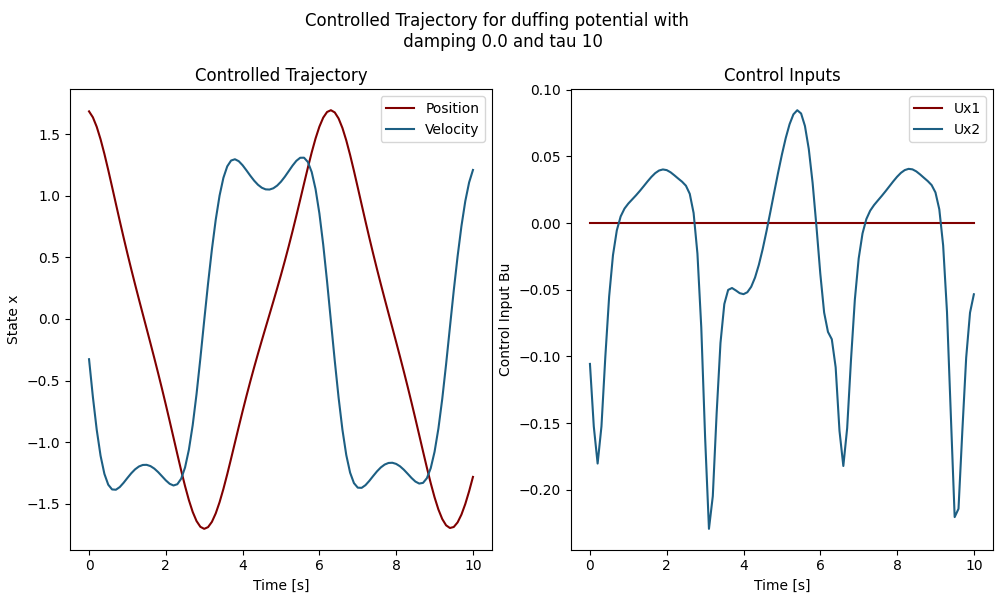 Controlled Trajectory for duffing potential with
damping 0.0 and tau 10
Controlled Trajectory
Position
Velocity
1.5
1.0
0.5
0.0
−0.5
−1.0
−1.5
State x
0 2 4 6 8 10
Time [s]
Control Inputs
Ux1
Ux2
0.10
0.05
0.00
−0.05
−0.10
−0.15
−0.20
Control Input Bu
0 2 4 6 8 10
Time [s]